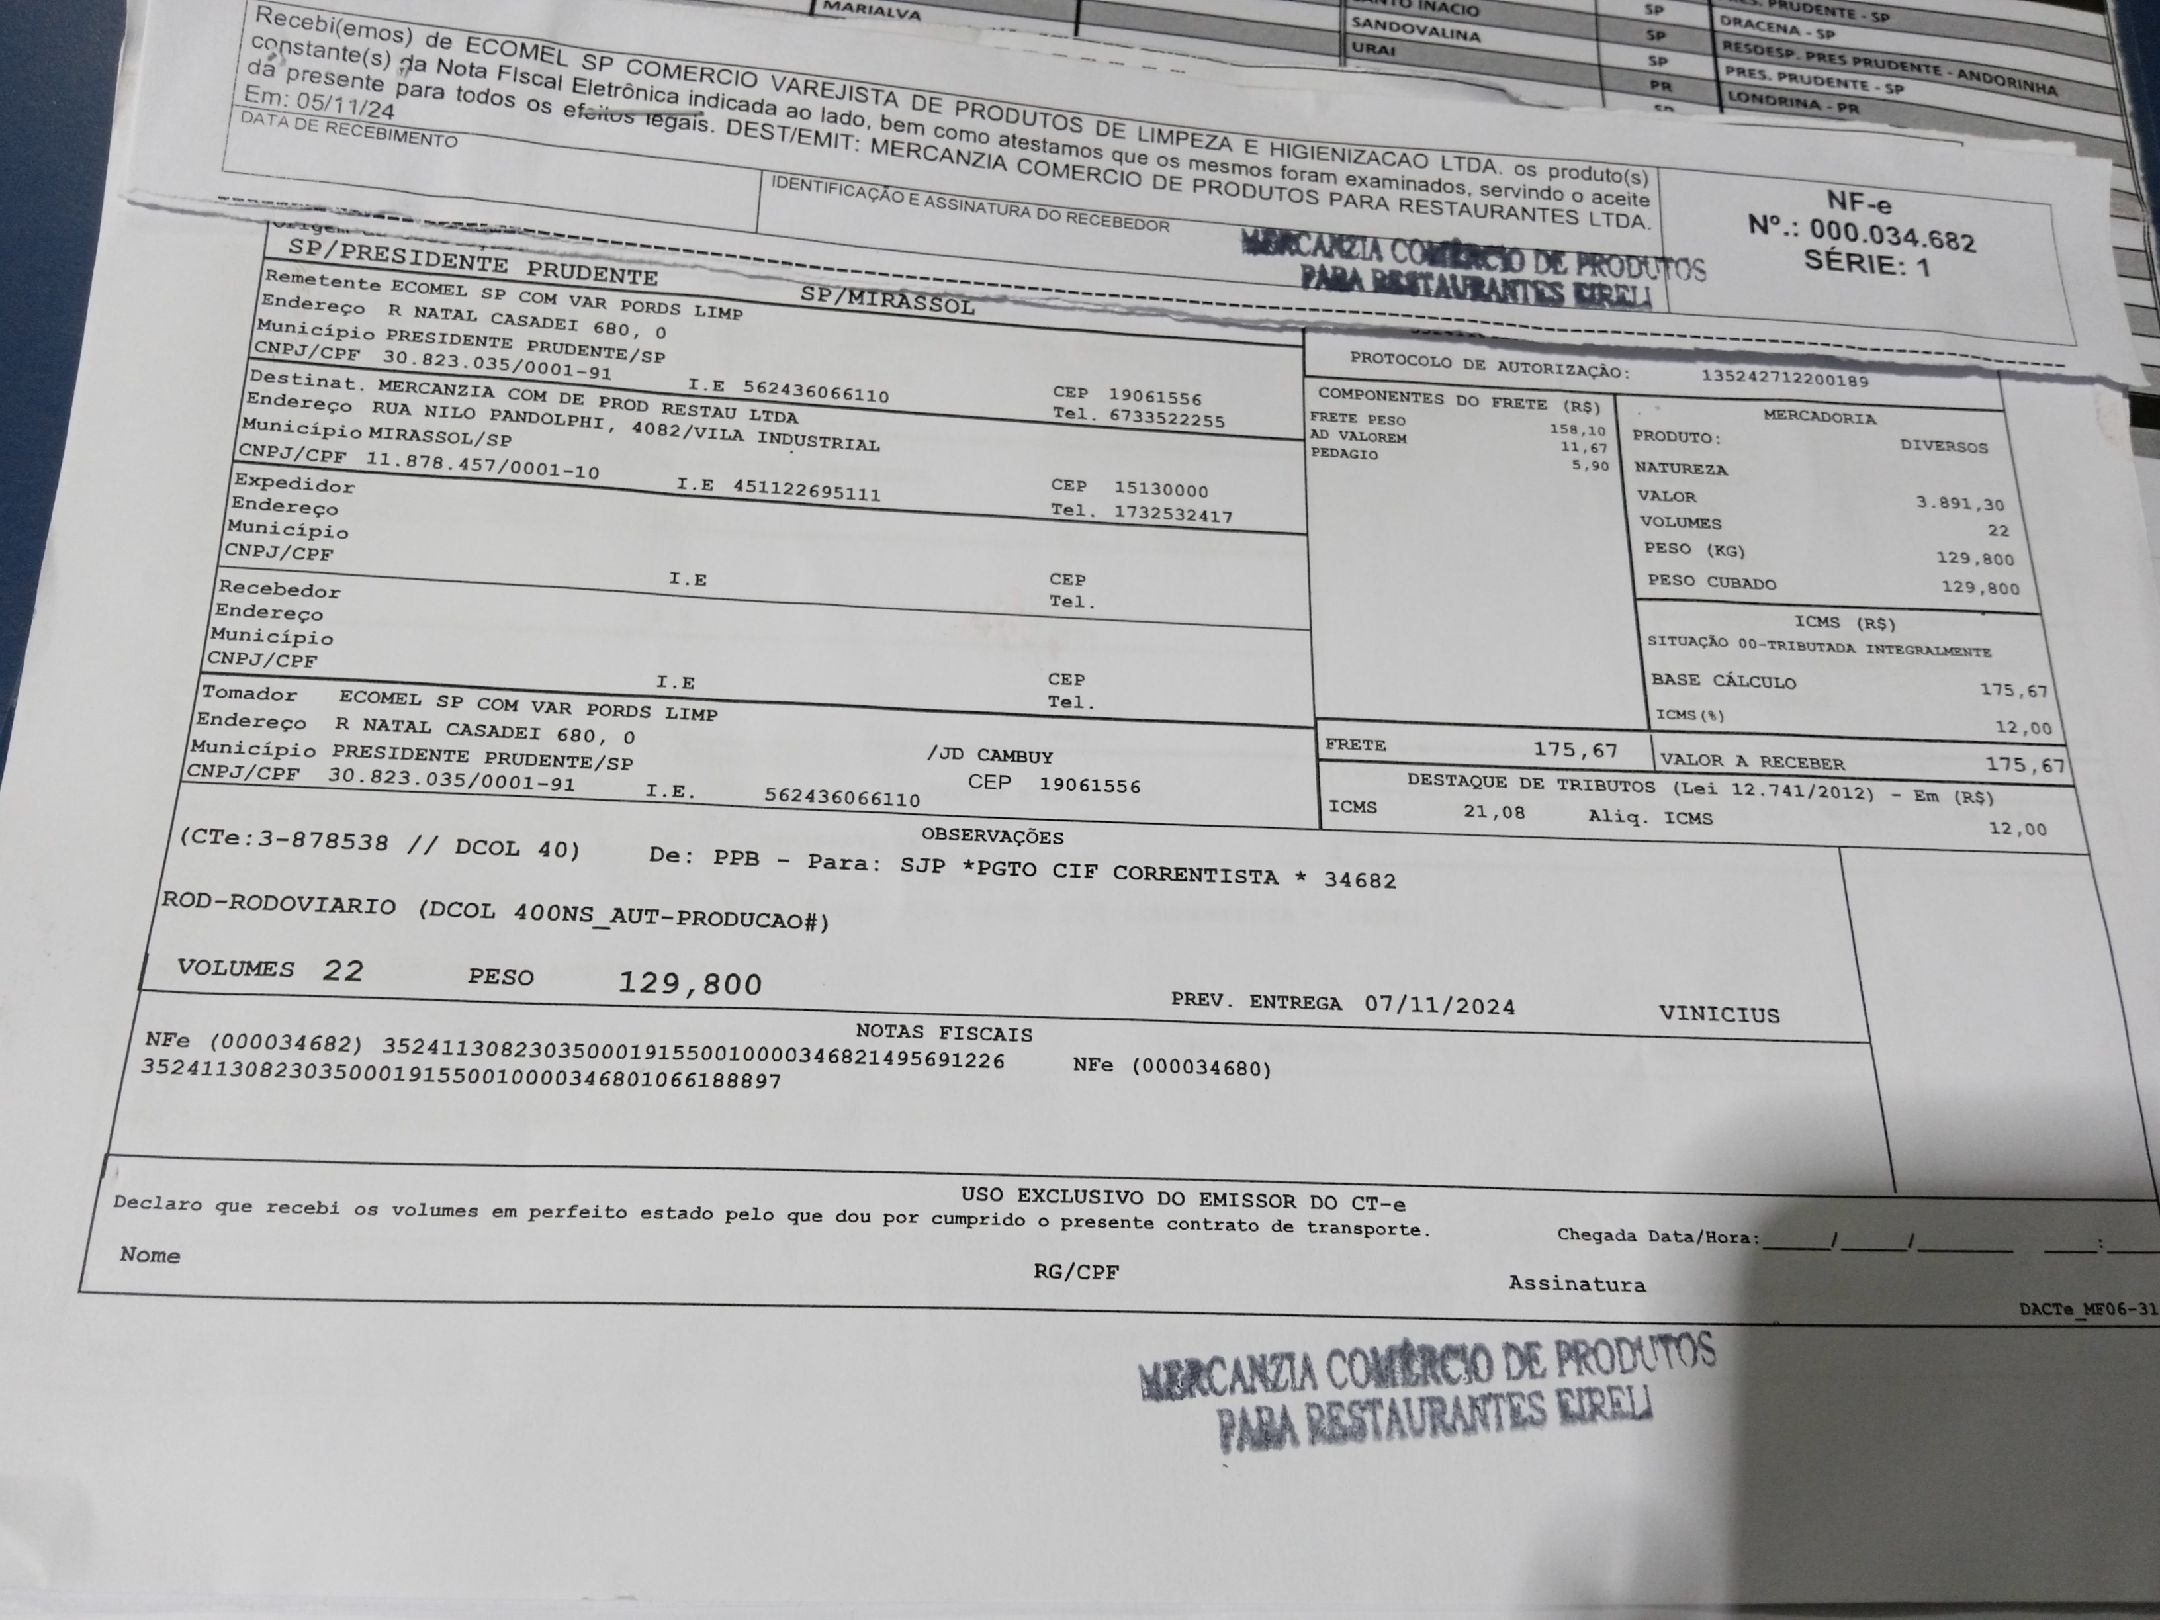 MARIALVA
SANTO INACIO SP PRES. PRUDENTE - SP
SANDOVALINA SP DRACENA - SP
URAI SP RESDESP. PRES PRUDENTE - ANDORINHA
PR PRES. PRUDENTE - SP
LONDRINA - PR
Recebi(emos) de ECOMEL SP COMERCIO VAREJISTA DE PRODUTOS DE LIMPEZA E HIGIENIZACAO LTDA. os produto(s)
constante(s) da Nota FIscal Eletrônica indicada ao lado, bem como atestamos que os mesmos foram examinados, servindo o aceite
da presente para todos os efeitos legais. DEST/EMIT: MERCANZIA COMERCIO DE PRODUTOS PARA RESTAURANTES LTDA.
Em: 05/11/24
DATA DE RECEBIMENTO
IDENTIFICAÇÃO E ASSINATURA DO RECEBEDOR
NF-e
Nº.: 000.034.682
SÉRIE: 1
MERCANZIA COMÉRCIO DE PRODUTOS
PARA RESTAURANTES EIRELI
SP/PRESIDENTE PRUDENTE SP/MIRASSOL
Remetente ECOMEL SP COM VAR PORDS LIMP
Endereço R NATAL CASADEI 680, 0
Município PRESIDENTE PRUDENTE/SP CEP 19061556
CNPJ/CPF 30.823.035/0001-91 I.E 562436066110 Tel. 6733522255
Destinat. MERCANZIA COM DE PROD RESTAU LTDA
Endereço RUA NILO PANDOLPHI, 4082/VILA INDUSTRIAL
Município MIRASSOL/SP CEP 15130000
CNPJ/CPF 11.878.457/0001-10 I.E 451122695111 Tel. 1732532417
Expedidor
Endereço
Município CEP
CNPJ/CPF I.E Tel.
Recebedor
Endereço
Município CEP
CNPJ/CPF I.E Tel.
Tomador ECOMEL SP COM VAR PORDS LIMP
Endereço R NATAL CASADEI 680, 0 /JD CAMBUY
Município PRESIDENTE PRUDENTE/SP CEP 19061556
CNPJ/CPF 30.823.035/0001-91 I.E. 562436066110
PROTOCOLO DE AUTORIZAÇÃO: 135242712200189
COMPONENTES DO FRETE (R$)
FRETE PESO 158,10
AD VALOREM 11,67
PEDAGIO 5,90
MERCADORIA
PRODUTO: DIVERSOS
NATUREZA
VALOR 3.891,30
VOLUMES 22
PESO (KG) 129,800
PESO CUBADO 129,800
ICMS (R$)
SITUAÇÃO 00-TRIBUTADA INTEGRALMENTE
BASE CÁLCULO 175,67
ICMS(%) 12,00
FRETE 175,67 VALOR A RECEBER 175,67
DESTAQUE DE TRIBUTOS (Lei 12.741/2012) - Em (R$)
ICMS 21,08 Aliq. ICMS 12,00
OBSERVAÇÕES
(CTe:3-878538 // DCOL 40) De: PPB - Para: SJP *PGTO CIF CORRENTISTA * 34682
ROD-RODOVIARIO (DCOL 400NS_AUT-PRODUCAO#)
VOLUMES 22 PESO 129,800 PREV. ENTREGA 07/11/2024 VINICIUS
NOTAS FISCAIS
NFe (000034682) 35241130823035000191550010000346821495691226 NFe (000034680)
35241130823035000191550010000346801066188897
USO EXCLUSIVO DO EMISSOR DO CT-e
Declaro que recebi os volumes em perfeito estado pelo que dou por cumprido o presente contrato de transporte.
Chegada Data/Hora:_____/_____/_______ ____:____
Nome RG/CPF Assinatura
DACTe_MF06-31
MERCANZIA COMÉRCIO DE PRODUTOS
PARA RESTAURANTES EIRELI